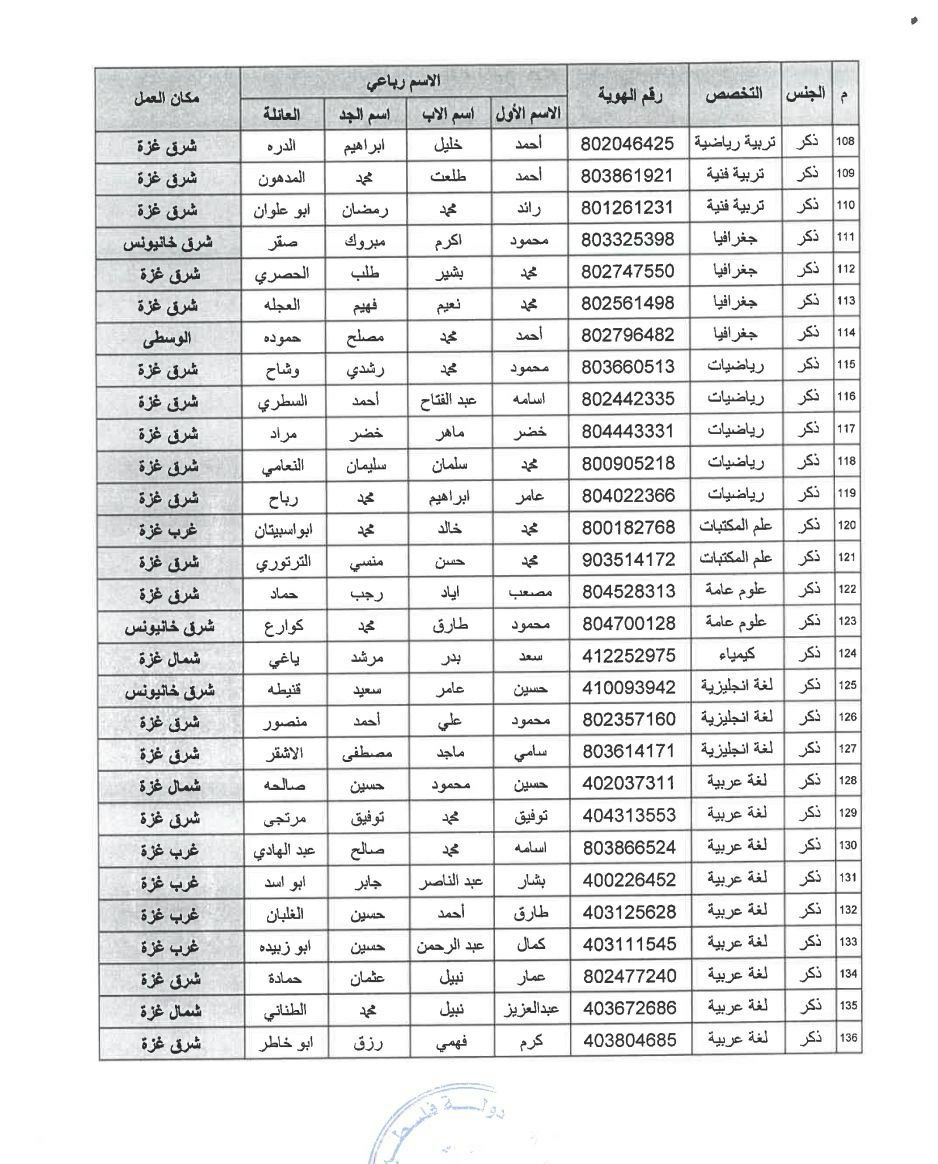 م الجنس التخصص رقم الهوية الاسم رباعي مكان العمل
الاسم الأول اسم الاب اسم الجد العائلة
108 ذكر تربية رياضية 802046425 أحمد خليل ابراهيم الدره شرق غزة
109 ذكر تربية فنية 803861921 أحمد طلعت محمد المدهون شرق غزة
110 ذكر تربية فنية 801261231 رائد محمد رمضان ابو علوان شرق غزة
111 ذكر جغرافيا 803325398 محمود اكرم مبروك صقر شرق خانيونس
112 ذكر جغرافيا 802747550 محمد بشير طلب الحصري شرق غزة
113 ذكر جغرافيا 802561498 محمد نعيم فهيم العجله شرق غزة
114 ذكر جغرافيا 802796482 أحمد محمد مصلح حموده الوسطى
115 ذكر رياضيات 803660513 محمود محمد رشدي وشاح شرق غزة
116 ذكر رياضيات 802442335 اسامه عبد الفتاح أحمد السطري شرق غزة
117 ذكر رياضيات 804443331 خضر ماهر خضر مراد شرق غزة
118 ذكر رياضيات 800905218 محمد سلمان سليمان النعامي شرق غزة
119 ذكر رياضيات 804022366 عامر ابراهيم محمد رباح شرق غزة
120 ذكر علم المكتبات 800182768 محمد خالد محمد ابواسبيتان غرب غزة
121 ذكر علم المكتبات 903514172 محمد حسن منسي الترتوري شرق غزة
122 ذكر علوم عامة 804528313 مصعب اياد رجب حماد شرق غزة
123 ذكر علوم عامة 804700128 محمود طارق محمد كوارع شرق خانيونس
124 ذكر كيمياء 412252975 سعد بدر مرشد ياغي شمال غزة
125 ذكر لغة انجليزية 410093942 حسين عامر سعيد قنيطه شرق خانيونس
126 ذكر لغة انجليزية 802357160 محمود علي أحمد منصور شرق غزة
127 ذكر لغة انجليزية 803614171 سامي ماجد مصطفى الاشقر شرق غزة
128 ذكر لغة عربية 402037311 حسين محمود حسين صالحه شمال غزة
129 ذكر لغة عربية 404313553 توفيق محمد توفيق مرتجى شرق غزة
130 ذكر لغة عربية 803866524 اسامه محمد صالح عبد الهادي غرب غزة
131 ذكر لغة عربية 400226452 بشار عبد الناصر جابر ابو اسد غرب غزة
132 ذكر لغة عربية 403125628 طارق أحمد حسين الغلبان غرب غزة
133 ذكر لغة عربية 403111545 كمال عبد الرحمن حسين ابو زبيده غرب غزة
134 ذكر لغة عربية 802477240 عمار نبيل عثمان حمادة شرق غزة
135 ذكر لغة عربية 403672686 عبدالعزيز نبيل محمد الطناني شمال غزة
136 ذكر لغة عربية 403804685 كرم فهمي رزق ابو خاطر شرق غزة
دولة